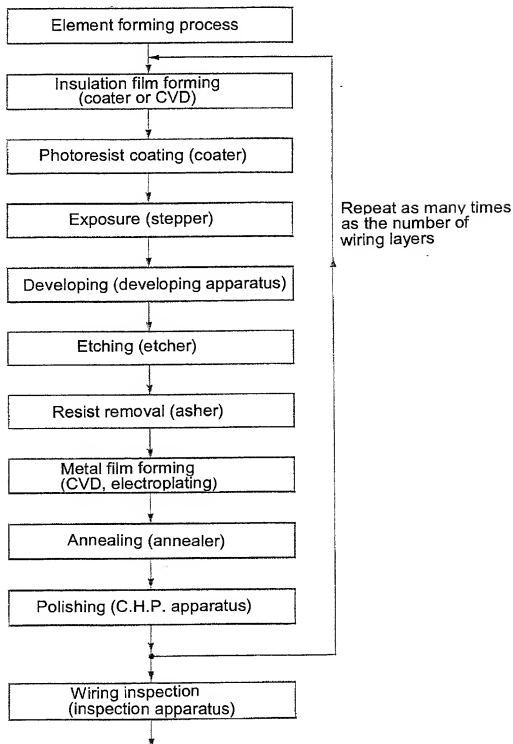 Element forming process
Insulation film forming
(coater or CVD)
Photoresist coating (coater)
Exposure (stepper)
Developing (developing apparatus)
Etching (etcher)
Resist removal (asher)
Metal film forming
(CVD, electroplating)
Annealing (annealer)
Polishing (C.H.P. apparatus)
Wiring inspection
(inspection apparatus)
Repeat as many times
as the number of
wiring layers